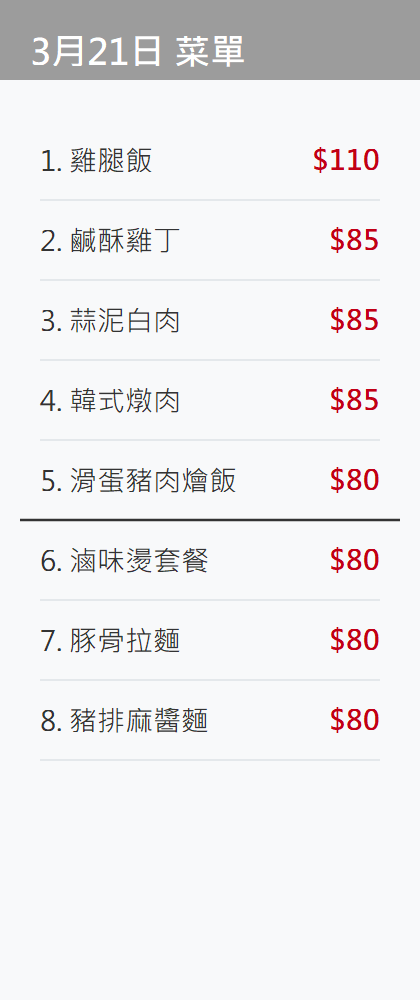 3月21日 菜單
1. 雞腿飯 $110
2. 鹹酥雞丁 $85
3. 蒜泥白肉 $85
4. 韓式燉肉 $85
5. 滑蛋豬肉燴飯 $80
6. 滷味燙套餐 $80
7. 豚骨拉麵 $80
8. 豬排麻醬麵 $80